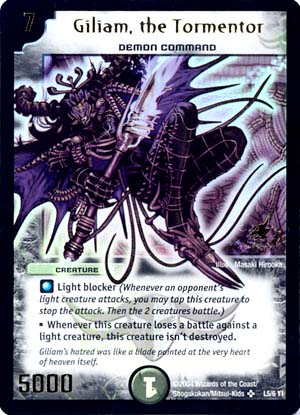 7
Giliam, the Tormentor
DEMON COMMAND
Illus. Masaki Hirooka
CREATURE
Light blocker (Whenever an opponent's
light creature attacks, you may tap this creature to
stop the attack. Then the 2 creatures battle.)
▪ Whenever this creature loses a battle against a
light creature, this creature isn't destroyed.
Giliam's hatred was like a blade pointed at the very heart
of heaven itself.
5000
©2004 Wizards of the Coast/
Shogakukan/Mitsui-Kids L5/6 Y1